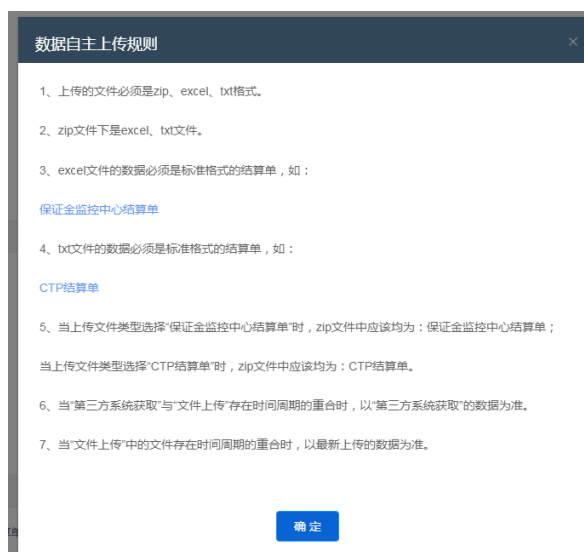 数据自主上传规则
1、上传的文件必须是zip、excel、txt格式。
2、zip文件下是excel、txt文件。
3、excel文件的数据必须是标准格式的结算单，如：
保证金监控中心结算单
4、txt文件的数据必须是标准格式的结算单，如：
CTP结算单
5、当上传文件类型选择“保证金监控中心结算单”时，zip文件中应该均为：保证金监控中心结算单；
当上传文件类型选择“CTP结算单”时，zip文件中应该均为：CTP结算单。
6、当“第三方系统获取”与“文件上传”存在时间周期的重合时，以“第三方系统获取”的数据为准。
7、当“文件上传”中的文件存在时间周期的重合时，以最新上传的数据为准。
确定